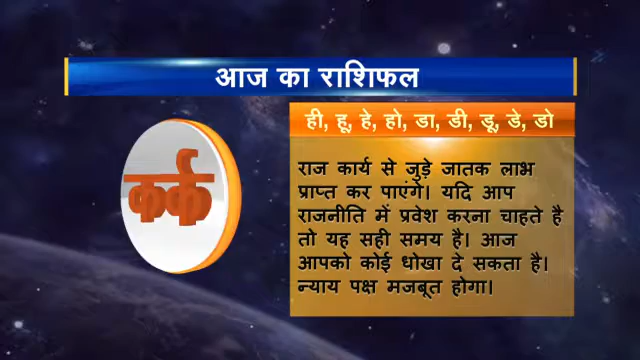 आज का राशिफल
ही, हू, हे, हो, डा, डी, डू, डे, डो
कर्क
राज कार्य से जुड़े जातक लाभ
प्राप्त कर पाएंगे। यदि आप
राजनीति में प्रवेश करना चाहते है
तो यह सही समय है। आज
आपको कोई धोखा दे सकता है।
न्याय पक्ष मजबूत होगा।